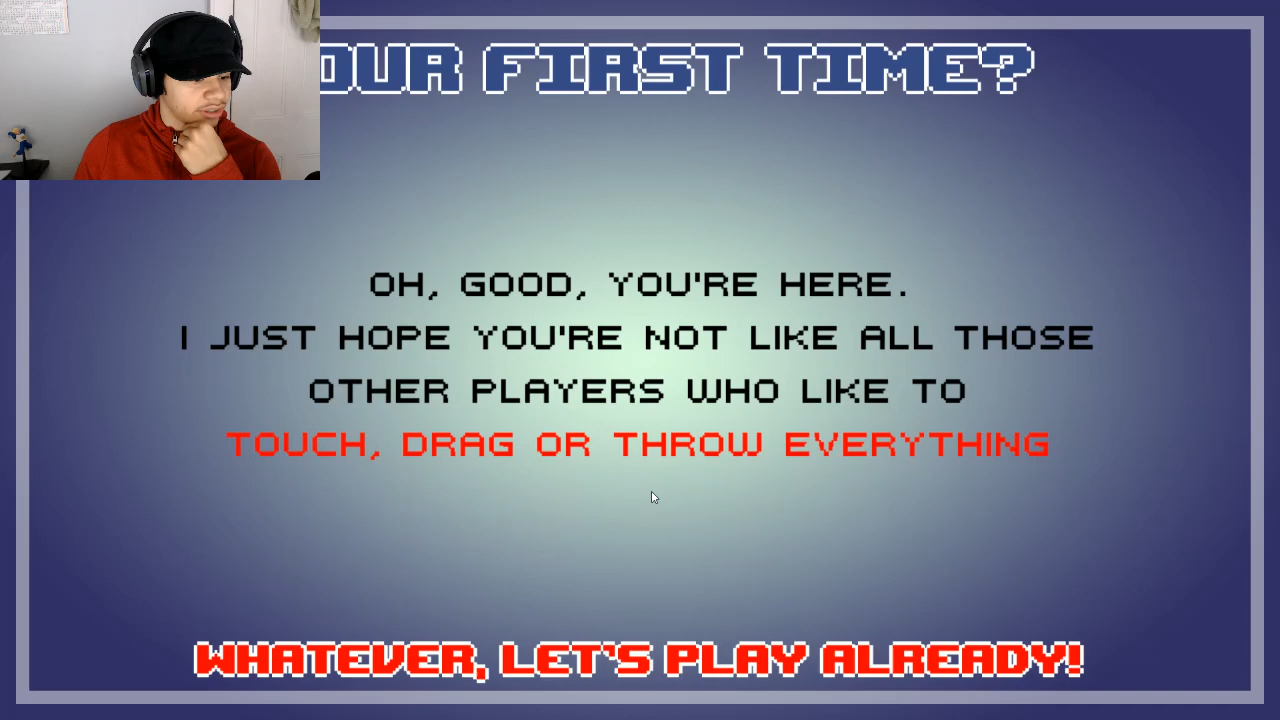 OUR FIRST TIME?
OH, GOOD, YOU'RE HERE.
I JUST HOPE YOU'RE NOT LIKE ALL THOSE
OTHER PLAYERS WHO LIKE TO
TOUCH, DRAG OR THROW EVERYTHING
WHATEVER, LET'S PLAY ALREADY!